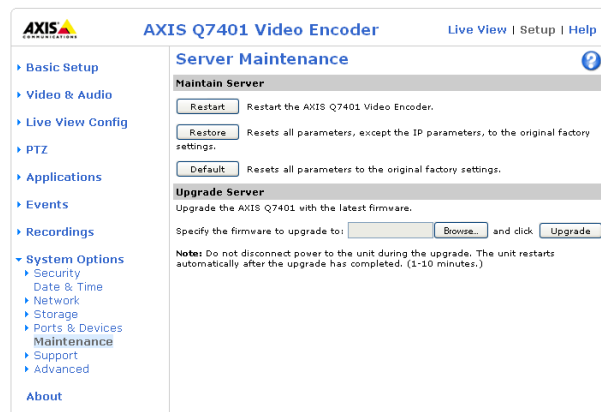 AXIS
COMMUNICATIONS
AXIS Q7401 Video Encoder
Live View | Setup | Help
Basic Setup
Video & Audio
Live View Config
PTZ
Applications
Events
Recordings
System Options
Security
Date & Time
Network
Storage
Ports & Devices
Maintenance
Support
Advanced
About
Server Maintenance
?
Maintain Server
Restart Restart the AXIS Q7401 Video Encoder.
Restore Resets all parameters, except the IP parameters, to the original factory
settings.
Default Resets all parameters to the original factory settings.
Upgrade Server
Upgrade the AXIS Q7401 with the latest firmware.
Specify the firmware to upgrade to: Browse... and click Upgrade
Note: Do not disconnect power to the unit during the upgrade. The unit restarts
automatically after the upgrade has completed. (1-10 minutes.)